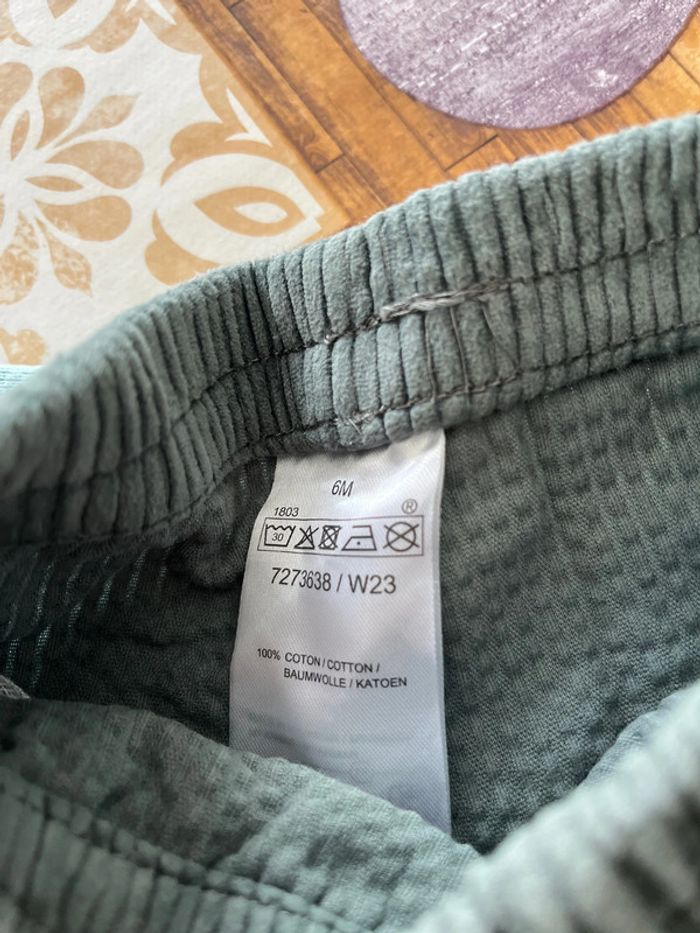 6M
1803 ®
30
7273638 / W23
100% COTON / COTTON /
BAUMWOLLE / KATOEN